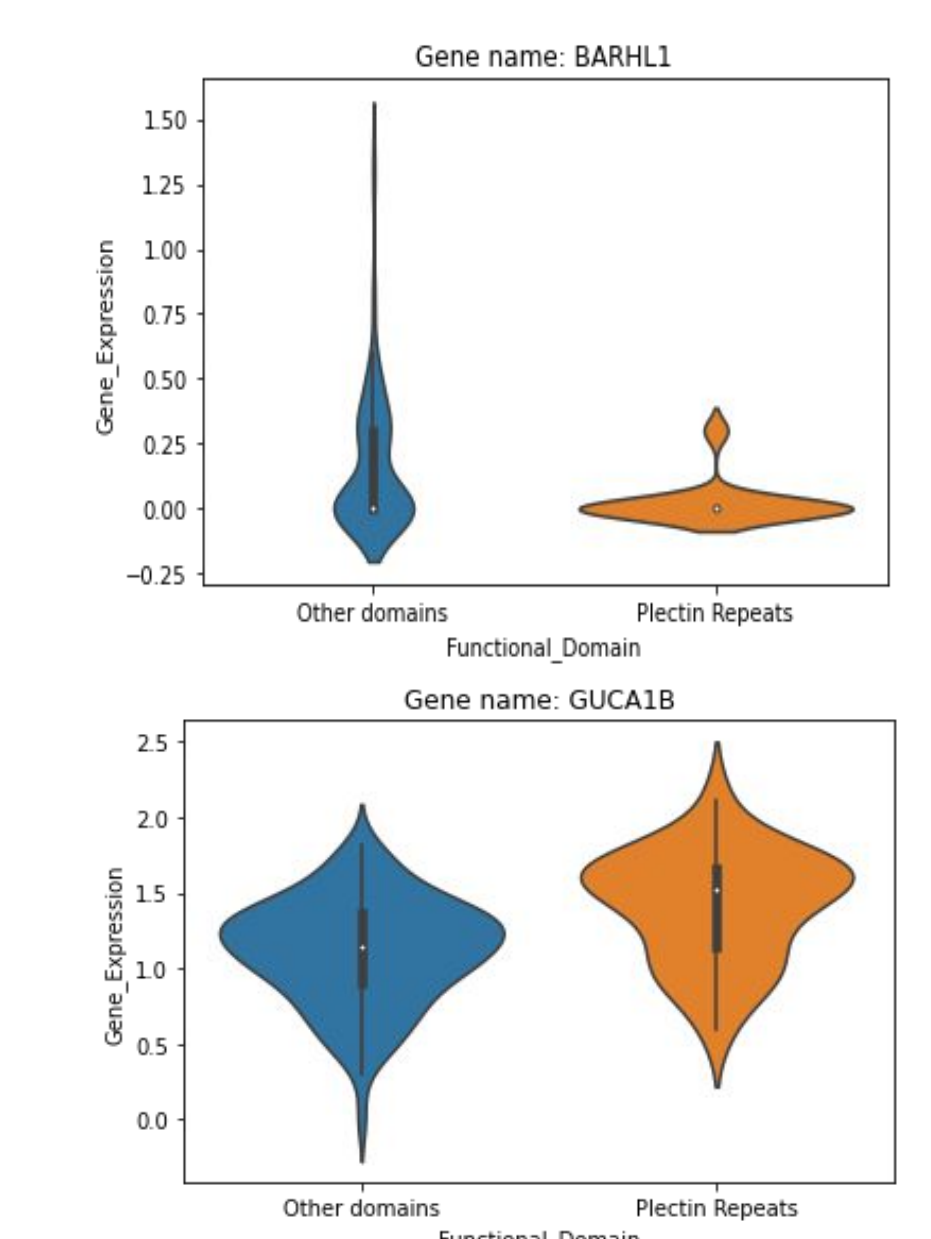 Gene name: BARHL1
1.50
1.25
1.00
0.75
0.50
0.25
0.00
−0.25
Gene_Expression
Other domains Plectin Repeats
Functional_Domain
Gene name: GUCA1B
2.5
2.0
1.5
1.0
0.5
0.0
Gene_Expression
Other domains Plectin Repeats
Functional_Domain